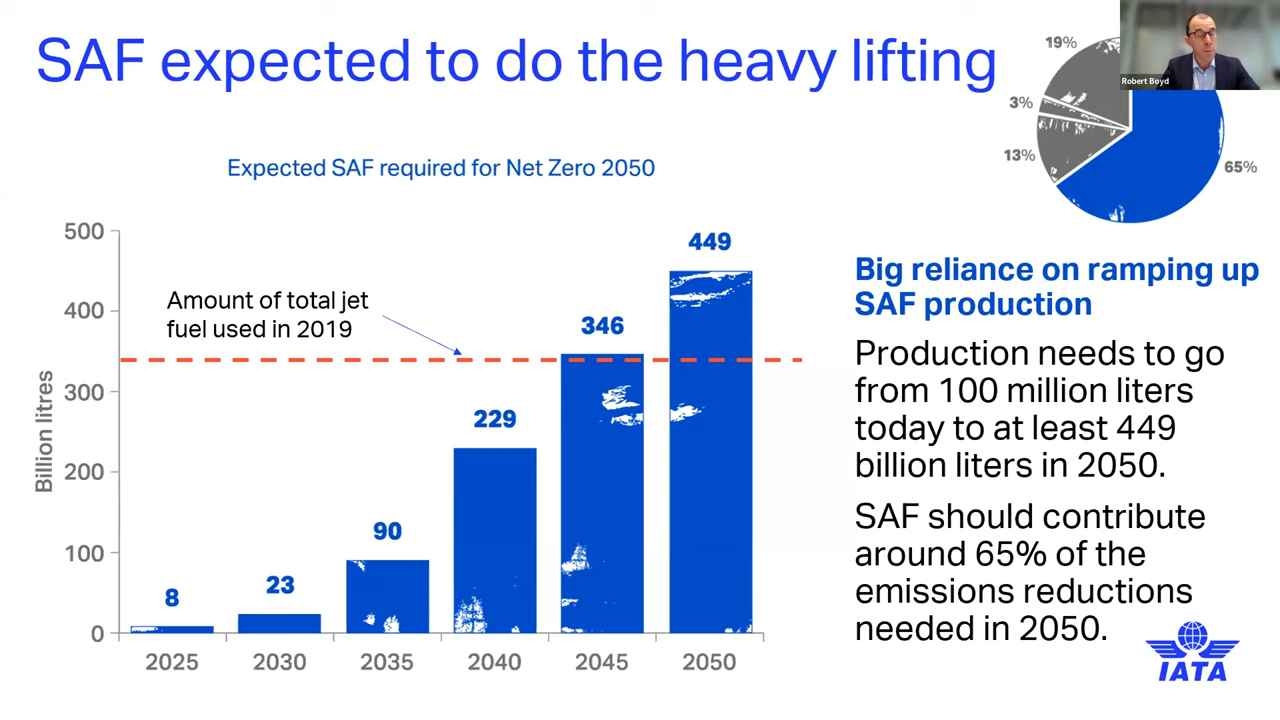 SAF expected to do the heavy lifting
Robert Boyd
19%
3%
13%
65%
Expected SAF required for Net Zero 2050
Billion litres
500
400
300
200
100
0
Amount of total jet
fuel used in 2019
8
23
90
229
346
449
2025
2030
2035
2040
2045
2050
Big reliance on ramping up
SAF production
Production needs to go
from 100 million liters
today to at least 449
billion liters in 2050.
SAF should contribute
around 65% of the
emissions reductions
needed in 2050.
IATA